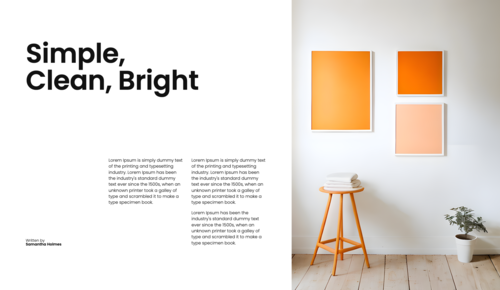 Simple,
Clean, Bright
Lorem Ipsum is simply dummy text
of the printing and typesetting
industry. Lorem Ipsum has been
the industry's standard dummy
text ever since the 1500s, when an
unknown printer took a galley of
type and scrambled it to make a
type specimen book.
Lorem Ipsum is simply dummy text
of the printing and typesetting
industry. Lorem Ipsum has been
the industry's standard dummy
text ever since the 1500s, when an
unknown printer took a galley of
type and scrambled it to make a
type specimen book.
Lorem Ipsum has been the
industry's standard dummy text
ever since the 1500s, when an
unknown printer took a galley of
type and scrambled it to make a
type specimen book.
Written by
Samantha Holmes